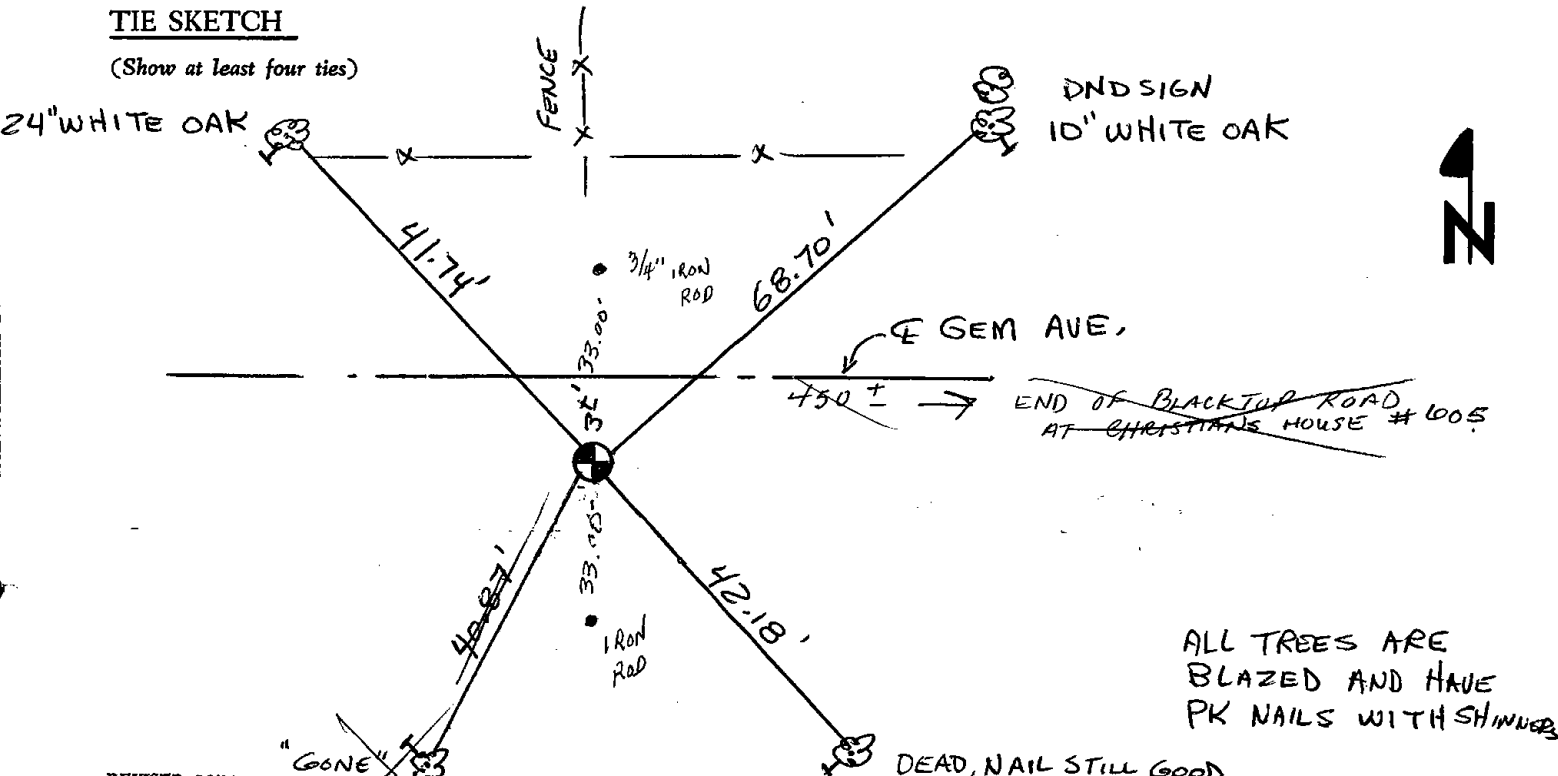 TIE SKETCH
(Show at least four ties)
FENCE
24" WHITE OAK
DND SIGN
10" WHITE OAK
N
41.74'
3/4" IRON
ROD
68.70'
33.00'
℄ GEM AVE.
450 ±
END OF BLACKTOP ROAD
AT CHRISTIANS HOUSE # 605
33.00'
40.87'
42.18'
IRON
ROD
ALL TREES ARE
BLAZED AND HAVE
PK NAILS WITH SHINNERS
"GONE"
DEAD, NAIL STILL GOOD